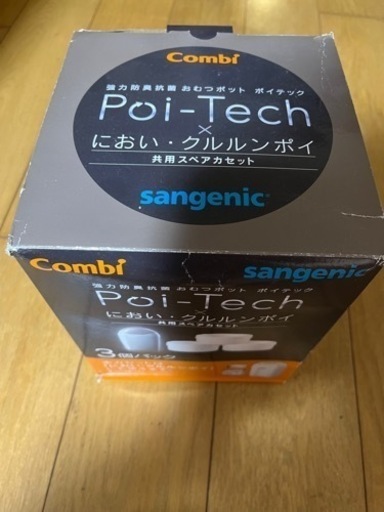 Combi
強力防臭抗菌 おむつポット ポイテック
Poi-Tech
×
におい・クルルンポイ
共用スペアカセット
sangenic
Combi
sangenic
強力防臭抗菌 おむつポット ポイテック
Poi-Tech
×
におい・クルルンポイ
共用スペアカセット
3個パック